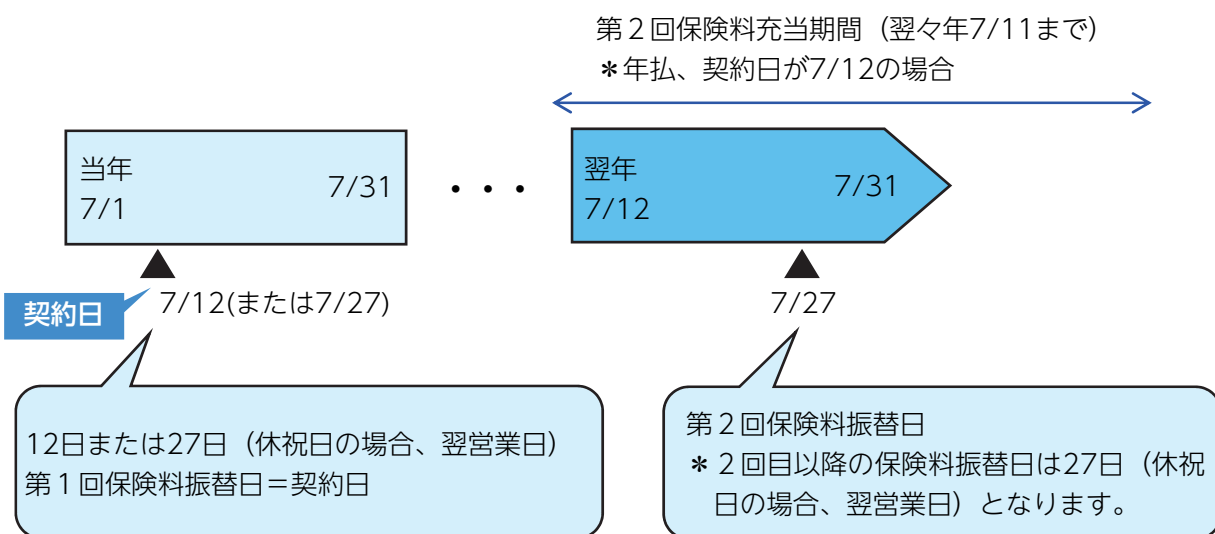 第２回保険料充当期間（翌々年7/11まで）
＊年払、契約日が7/12の場合
当年
7/1
7/31
・・・
翌年
7/12
7/31
契約日
7/12(または7/27)
7/27
12日または27日（休祝日の場合、翌営業日）
第１回保険料振替日＝契約日
第２回保険料振替日
＊２回目以降の保険料振替日は27日（休祝
日の場合、翌営業日）となります。